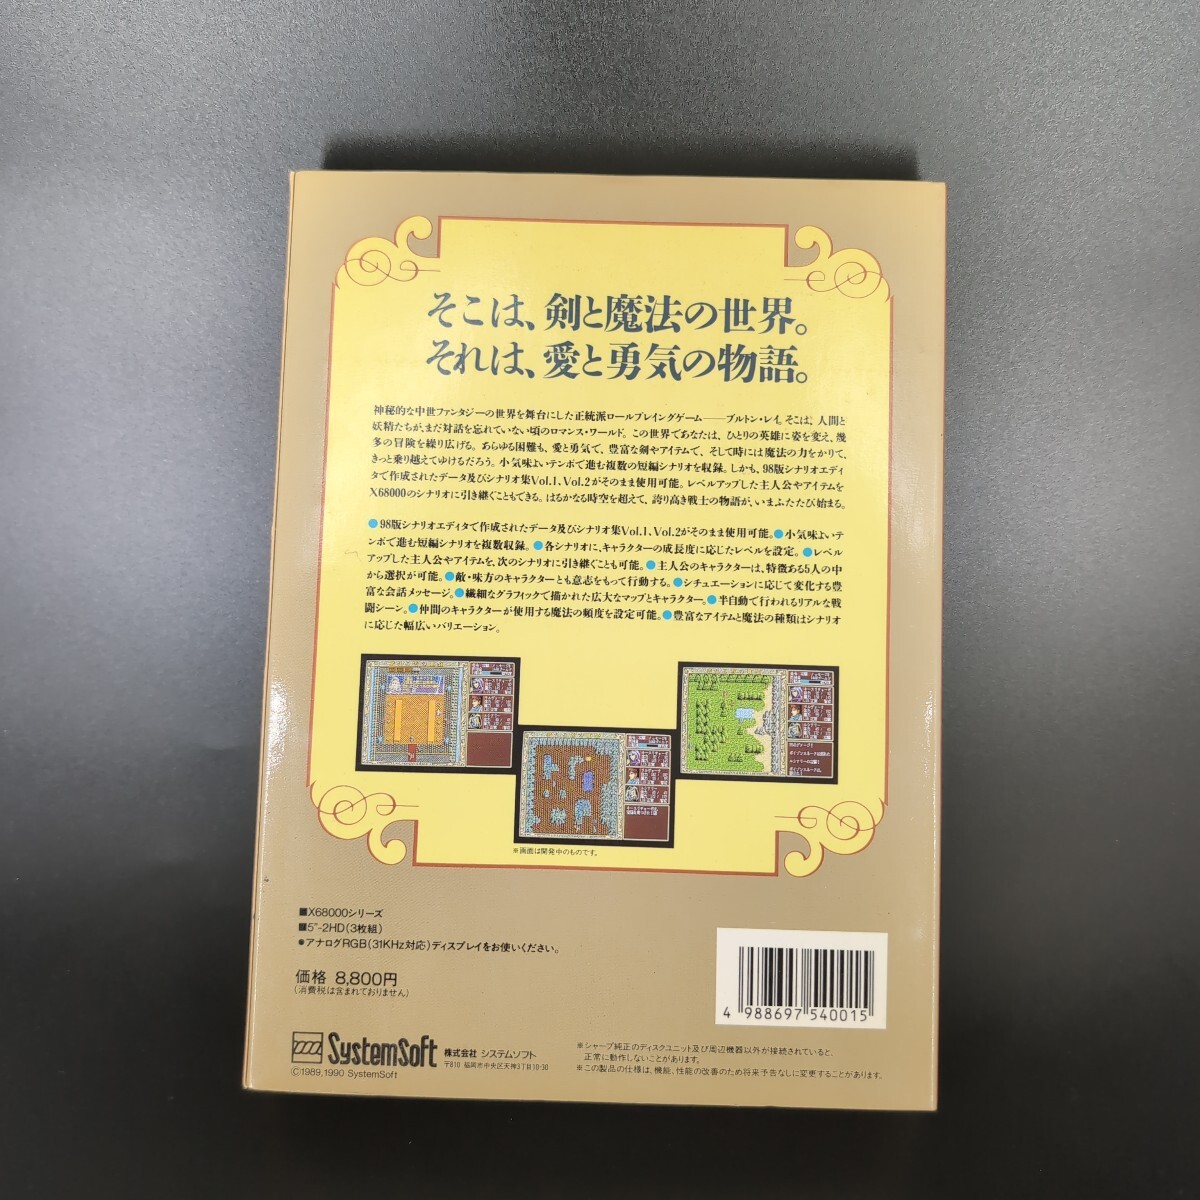 そこは、剣と魔法の世界。
それは、愛と勇気の物語。
神秘的な中世ファンタジーの世界を舞台にした正統派ロールプレイングゲーム――ブルトン・レイ。そこは、人間と
妖精たちが、まだ対話を忘れていない頃のロマンス・ワールド。この世界であなたは、ひとりの英雄に姿を変え、幾
多の冒険を繰り広げる。あらゆる困難も、愛と勇気で、豊富な剣やアイテムで、そして時には魔法の力をかりて、
きっと乗り越えてゆけるだろう。小気味よいテンポで進む複数の短編シナリオを収録。しかも、98版シナリオエディ
タで作成されたデータ及びシナリオ集Vol.1、Vol.2がそのまま使用可能。レベルアップした主人公やアイテムを
X68000のシナリオに引き継ぐこともできる。はるかなる時空を超えて、誇り高き戦士の物語が、いまふたたび始まる。
●98版シナリオエディタで作成されたデータ及びシナリオ集Vol.1、Vol.2がそのまま使用可能。●小気味よいテ
ンポで進む短編シナリオを複数収録。●各シナリオに、キャラクターの成長度に応じたレベルを設定。●レベル
アップした主人公やアイテムを、次のシナリオに引き継ぐことも可能。●主人公のキャラクターは、特徴ある5人の中
から選択が可能。●敵・味方のキャラクターとも意志をもって行動する。●シチュエーションに応じて変化する豊
富な会話メッセージ。●繊細なグラフィックで描かれた広大なマップとキャラクター。●半自動で行われるリアルな戦
闘シーン。●仲間のキャラクターが使用する魔法の頻度を設定可能。●豊富なアイテムと魔法の種類はシナリオ
に応じた幅広いバリエーション。
※画面は開発中のものです。
■X68000シリーズ
■5"-2HD(3枚組)
●アナログRGB(31KHz対応)ディスプレイをお使いください。
価格 8,800円
(消費税は含まれておりません)
4 988697 540015
SystemSoft 株式会社 システムソフト
〒810 福岡市中央区天神3丁目10-30
©1989,1990 SystemSoft
※シャープ純正のディスクユニット及び周辺機器以外が接続されていると、
正常に動作しないことがあります。
※この製品の仕様は、機能、性能の改善のため将来予告なしに変更することがあります。